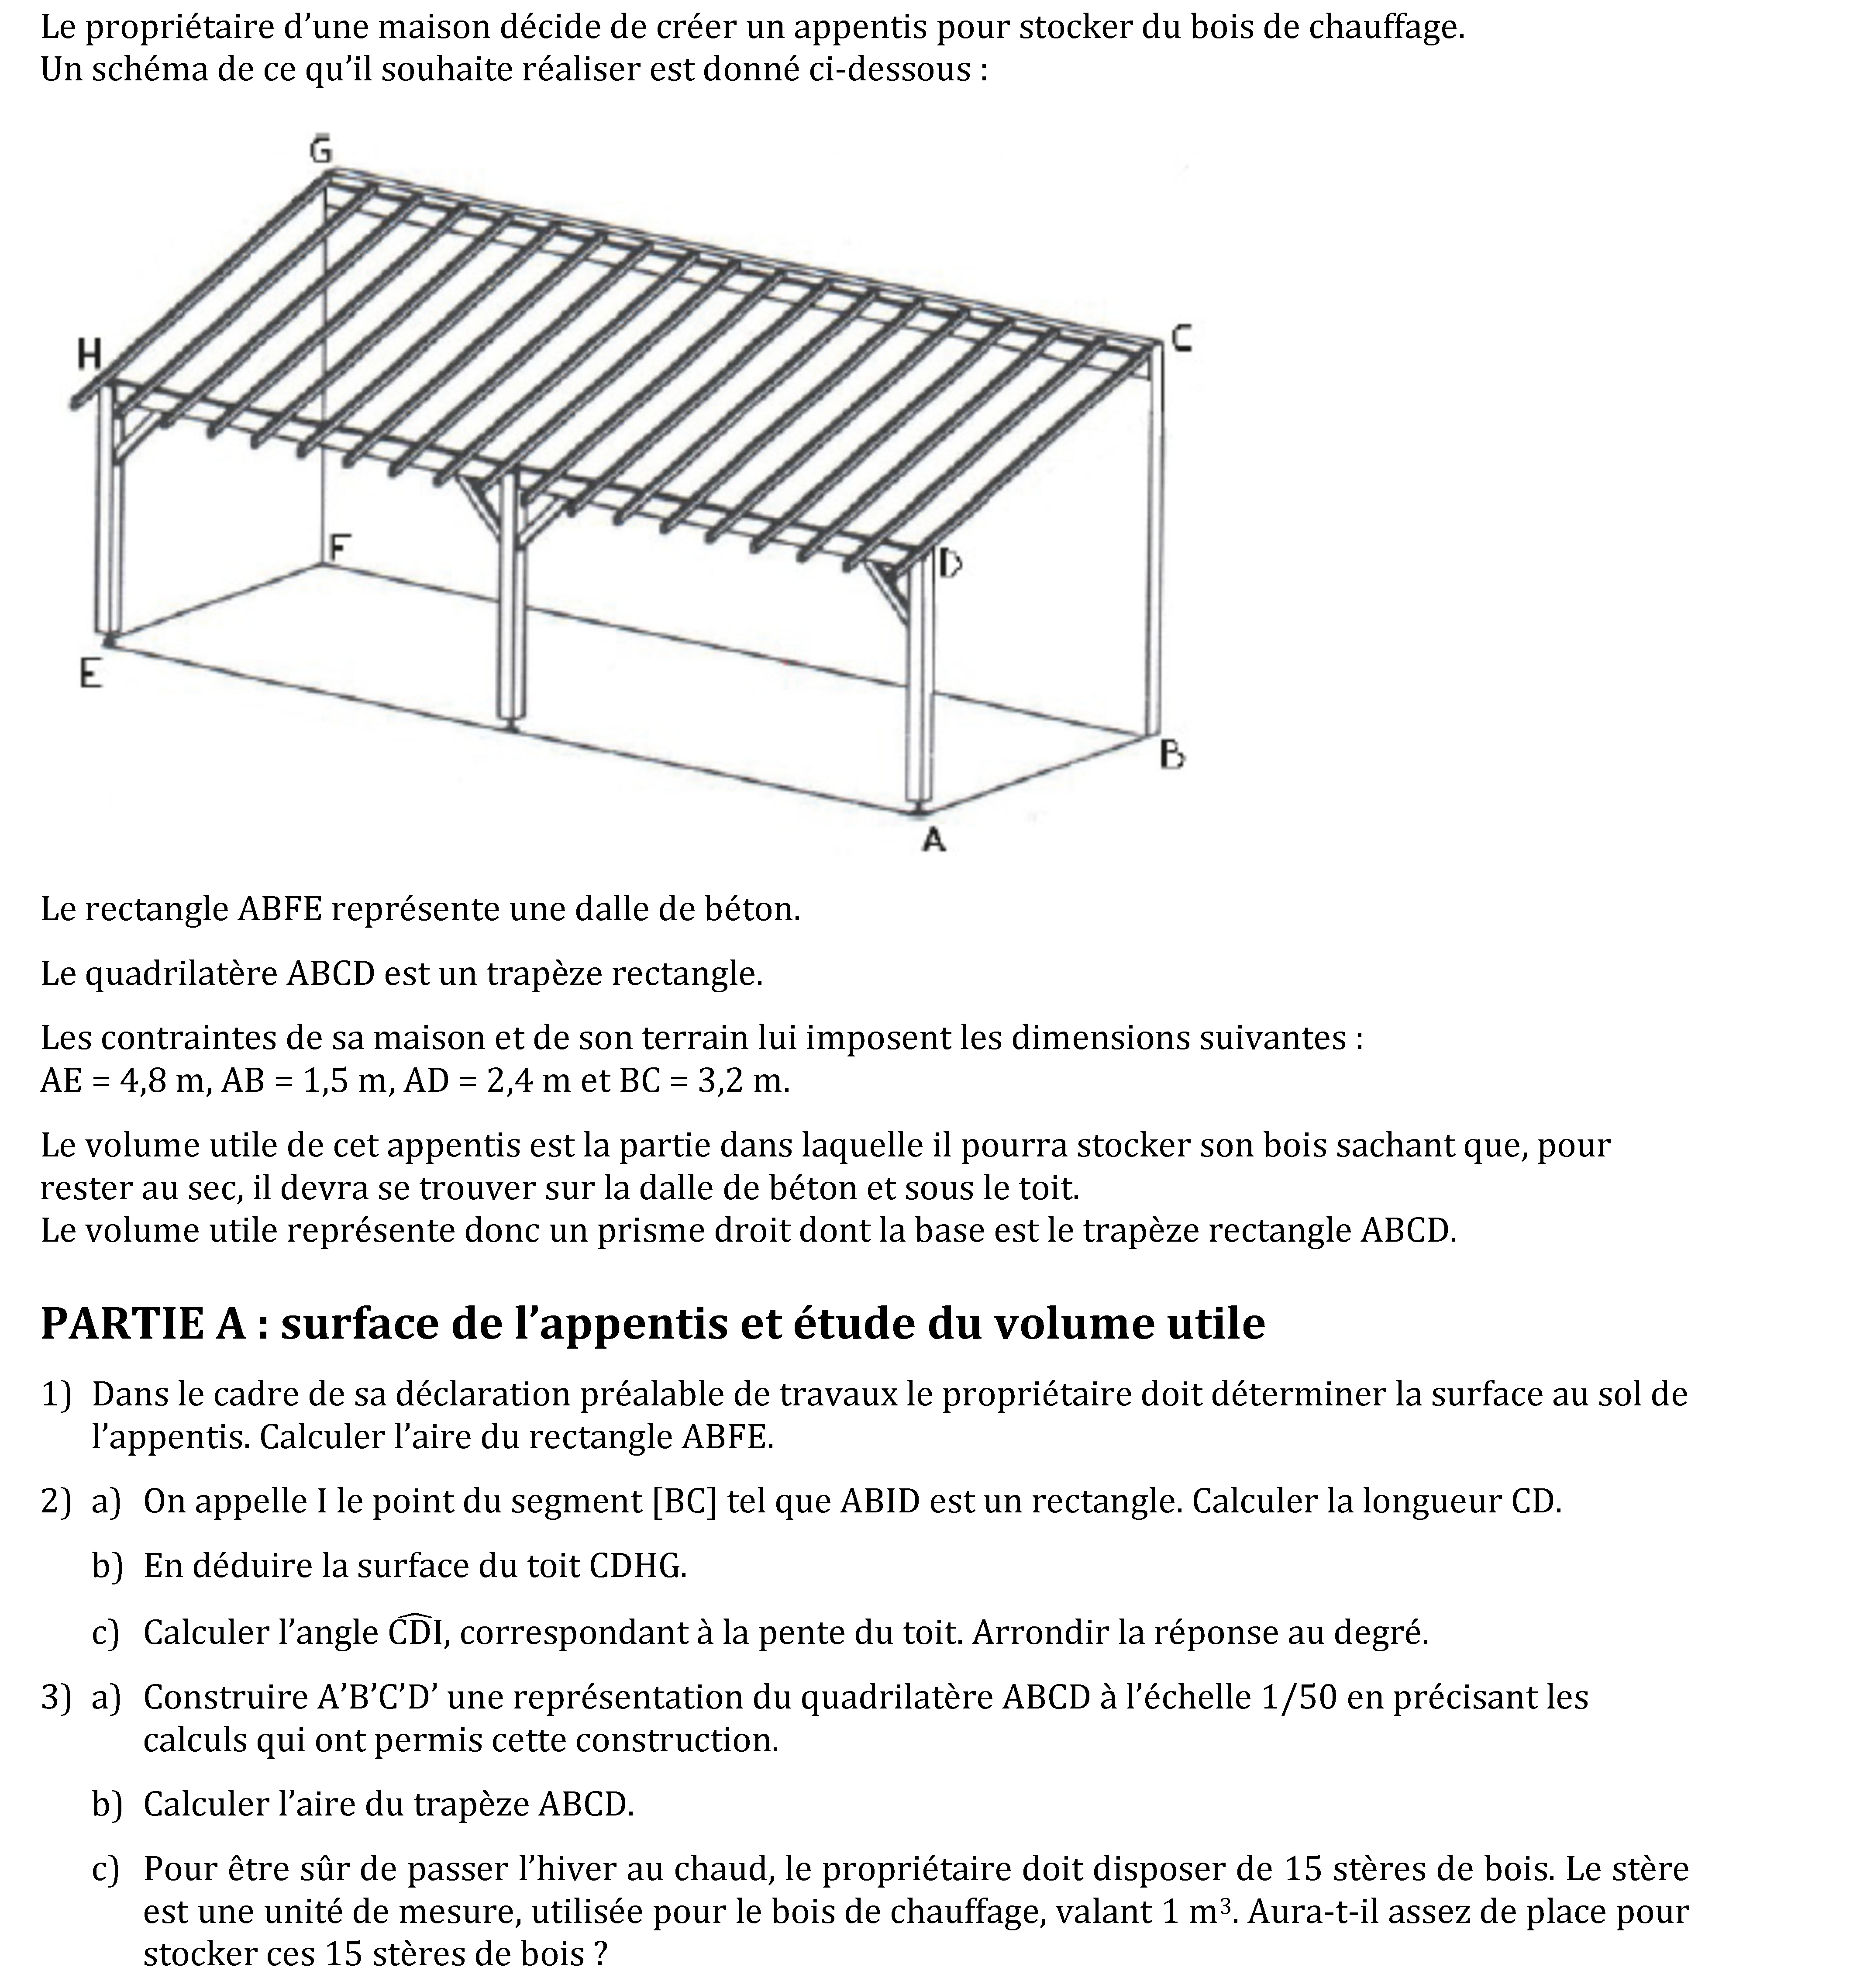 Le propriétaire d’une maison décide de créer un appentis pour stocker du bois de chauffage.
Un schéma de ce qu’il souhaite réaliser est donné ci-dessous :
G
H
C
F
D
E
B
A
Le rectangle ABFE représente une dalle de béton.
Le quadrilatère ABCD est un trapèze rectangle.
Les contraintes de sa maison et de son terrain lui imposent les dimensions suivantes :
AE = 4,8 m, AB = 1,5 m, AD = 2,4 m et BC = 3,2 m.
Le volume utile de cet appentis est la partie dans laquelle il pourra stocker son bois sachant que, pour
rester au sec, il devra se trouver sur la dalle de béton et sous le toit.
Le volume utile représente donc un prisme droit dont la base est le trapèze rectangle ABCD.
PARTIE A : surface de l’appentis et étude du volume utile
1) Dans le cadre de sa déclaration préalable de travaux le propriétaire doit déterminer la surface au sol de
l’appentis. Calculer l’aire du rectangle ABFE.
2) a) On appelle I le point du segment [BC] tel que ABID est un rectangle. Calculer la longueur CD.
b) En déduire la surface du toit CDHG.
c) Calculer l’angle C͡DI, correspondant à la pente du toit. Arrondir la réponse au degré.
3) a) Construire A’B’C’D’ une représentation du quadrilatère ABCD à l’échelle 1/50 en précisant les
calculs qui ont permis cette construction.
b) Calculer l’aire du trapèze ABCD.
c) Pour être sûr de passer l’hiver au chaud, le propriétaire doit disposer de 15 stères de bois. Le stère
est une unité de mesure, utilisée pour le bois de chauffage, valant 1 m³. Aura-t-il assez de place pour
stocker ces 15 stères de bois ?